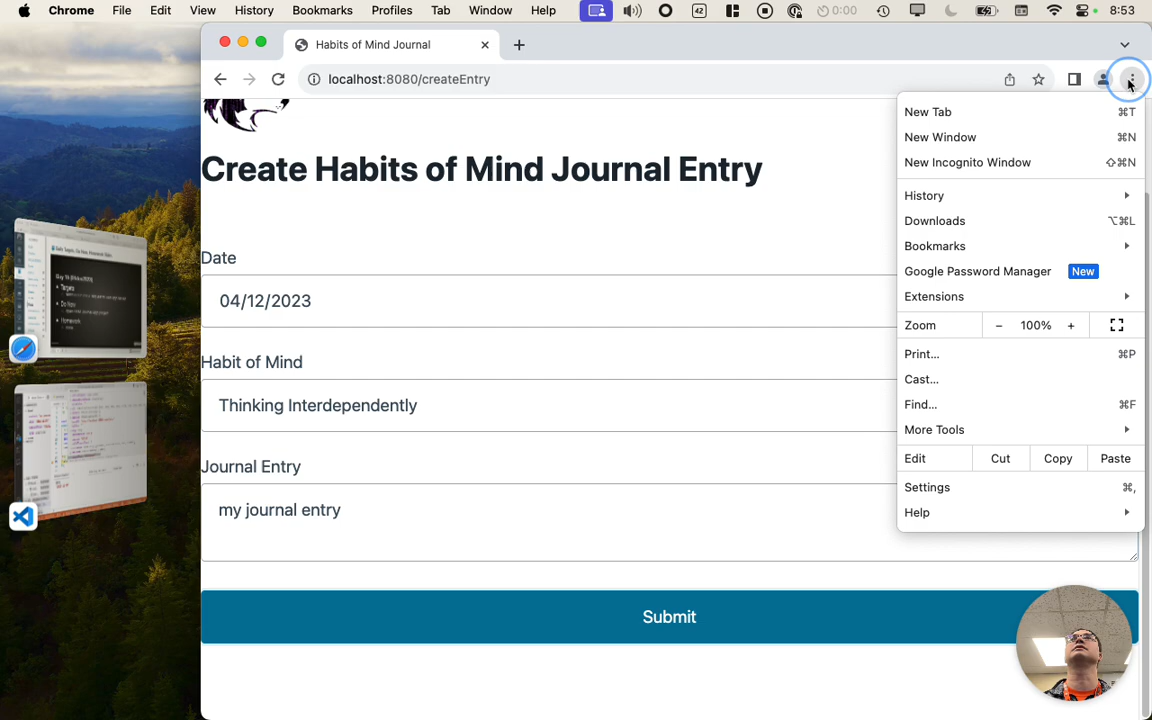 Chrome File Edit View History Bookmarks Profiles Tab Window Help 42 0:00 8:53
Habits of Mind Journal
localhost:8080/createEntry
Create Habits of Mind Journal Entry
Date
04/12/2023
Habit of Mind
Thinking Interdependently
Journal Entry
my journal entry
Submit
New Tab ⌘T
New Window ⌘N
New Incognito Window ⇧⌘N
History
Downloads ⌥⌘L
Bookmarks
Google Password Manager New
Extensions
Zoom − 100% +
Print... ⌘P
Cast...
Find... ⌘F
More Tools
Edit Cut Copy Paste
Settings ⌘,
Help